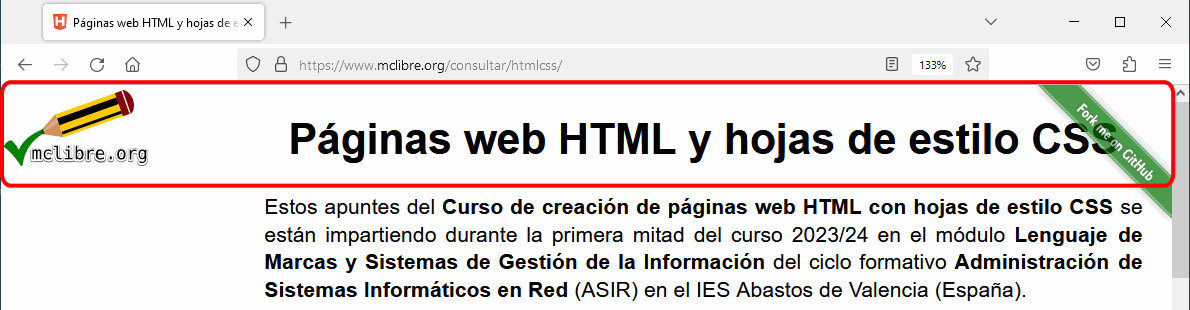 Páginas web HTML y hojas de e
https://www.mclibre.org/consultar/htmlcss/
133%
mclibre.org
Páginas web HTML y hojas de estilo CSS
Fork me on GitHub
Estos apuntes del Curso de creación de páginas web HTML con hojas de estilo CSS se
están impartiendo durante la primera mitad del curso 2023/24 en el módulo Lenguaje de
Marcas y Sistemas de Gestión de la Información del ciclo formativo Administración de
Sistemas Informáticos en Red (ASIR) en el IES Abastos de Valencia (España).